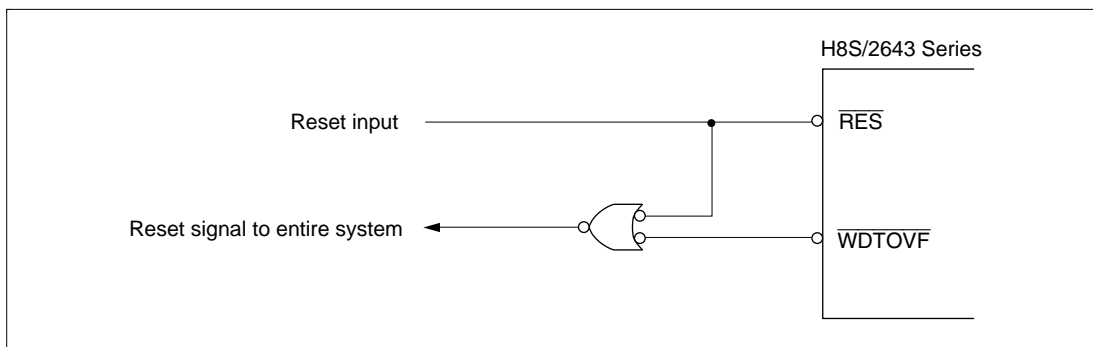 H8S/2643 Series
Reset input
RES
Reset signal to entire system
WDTOVF